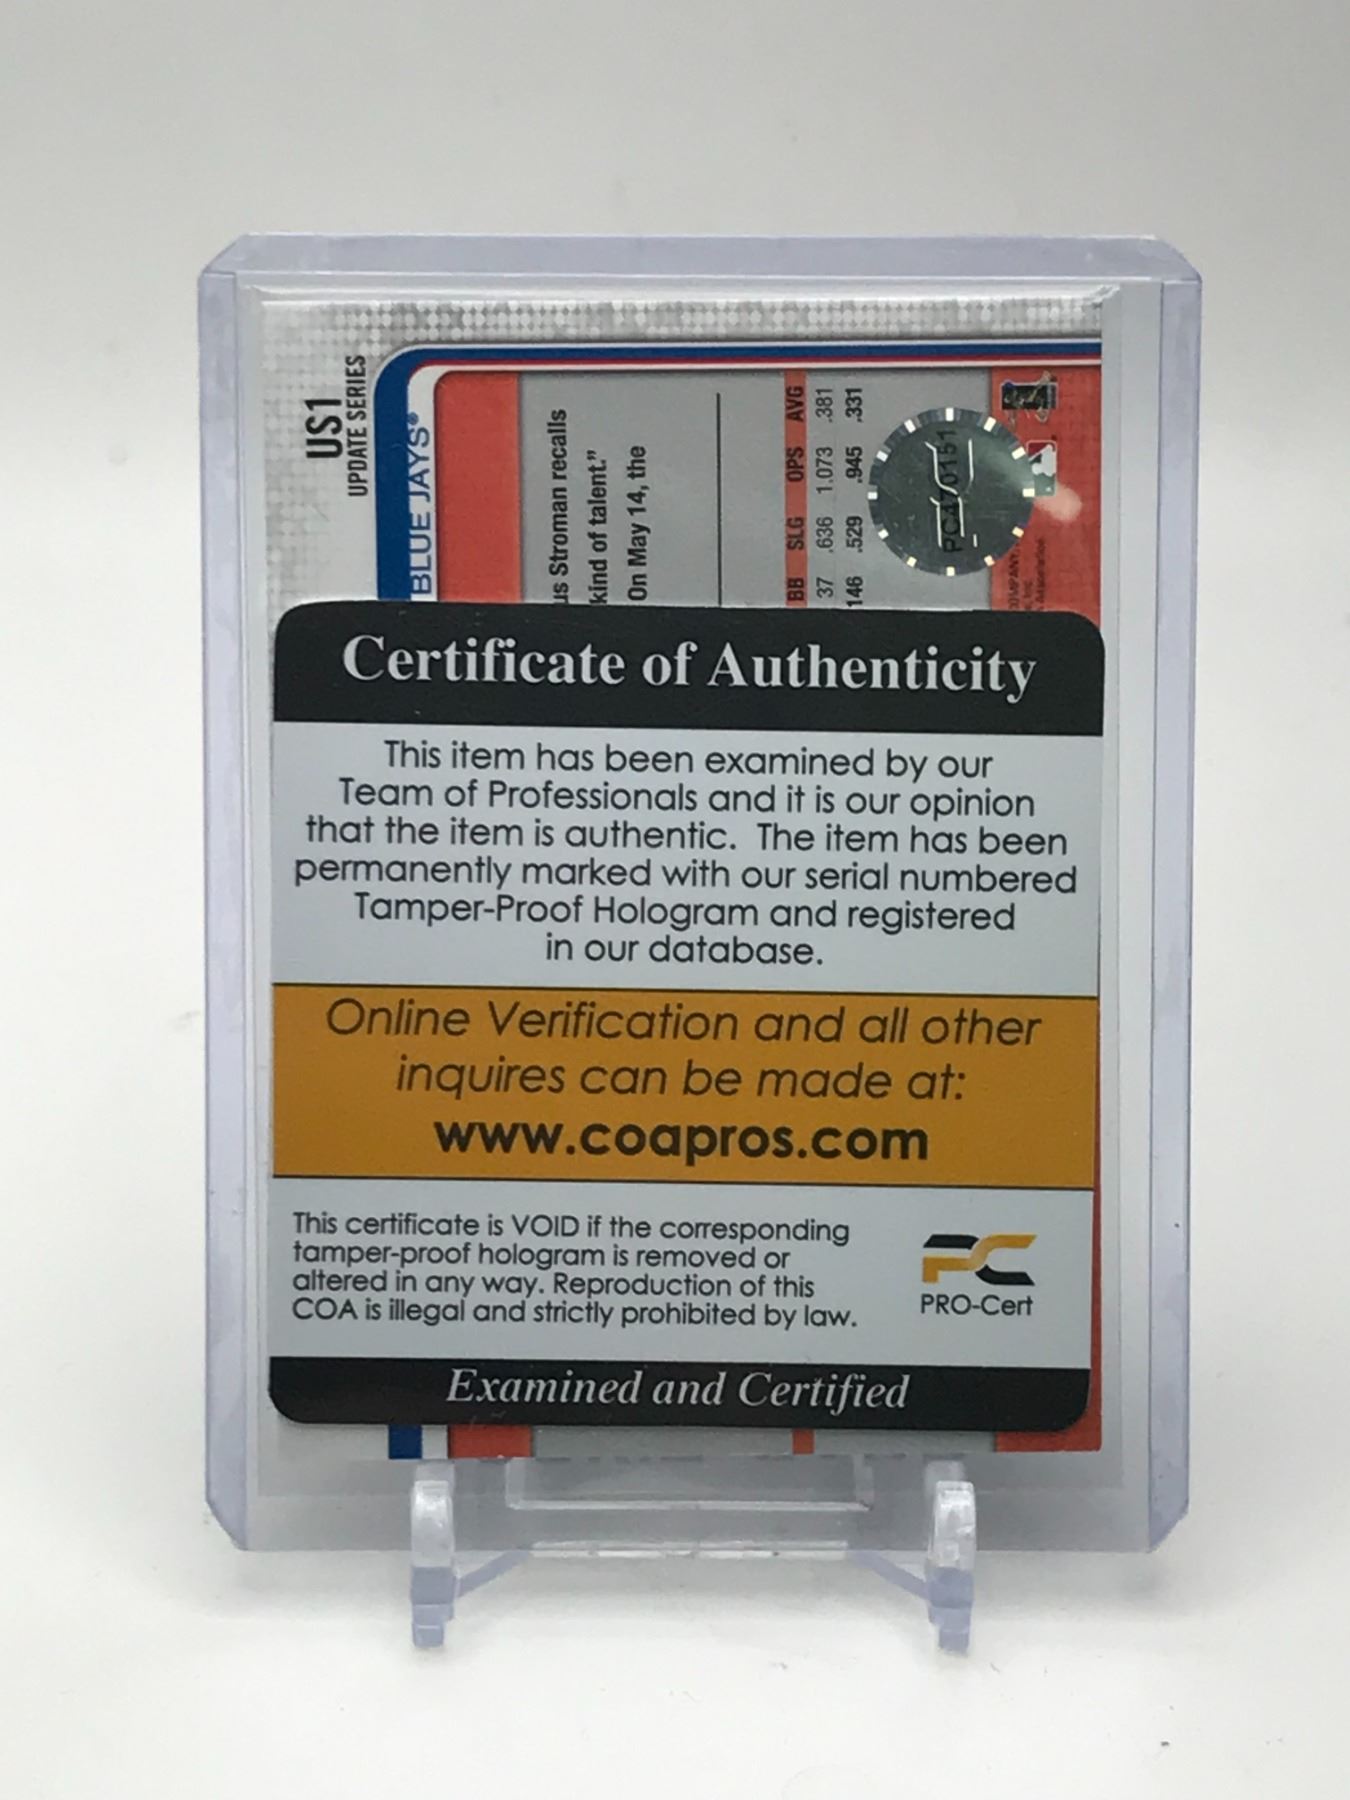 US1
UPDATE SERIES
BLUE JAYS®
us Stroman recalls
kind of talent."
On May 14, the
BB SLG OPS AVG
37 .636 1.073 .381
146 .529 .945 .331
PC470151
Certificate of Authenticity
This item has been examined by our
Team of Professionals and it is our opinion
that the item is authentic. The item has been
permanently marked with our serial numbered
Tamper-Proof Hologram and registered
in our database.
Online Verification and all other
inquires can be made at:
www.coapros.com
This certificate is VOID if the corresponding
tamper-proof hologram is removed or
altered in any way. Reproduction of this
COA is illegal and strictly prohibited by law.
PC
PRO-Cert
Examined and Certified